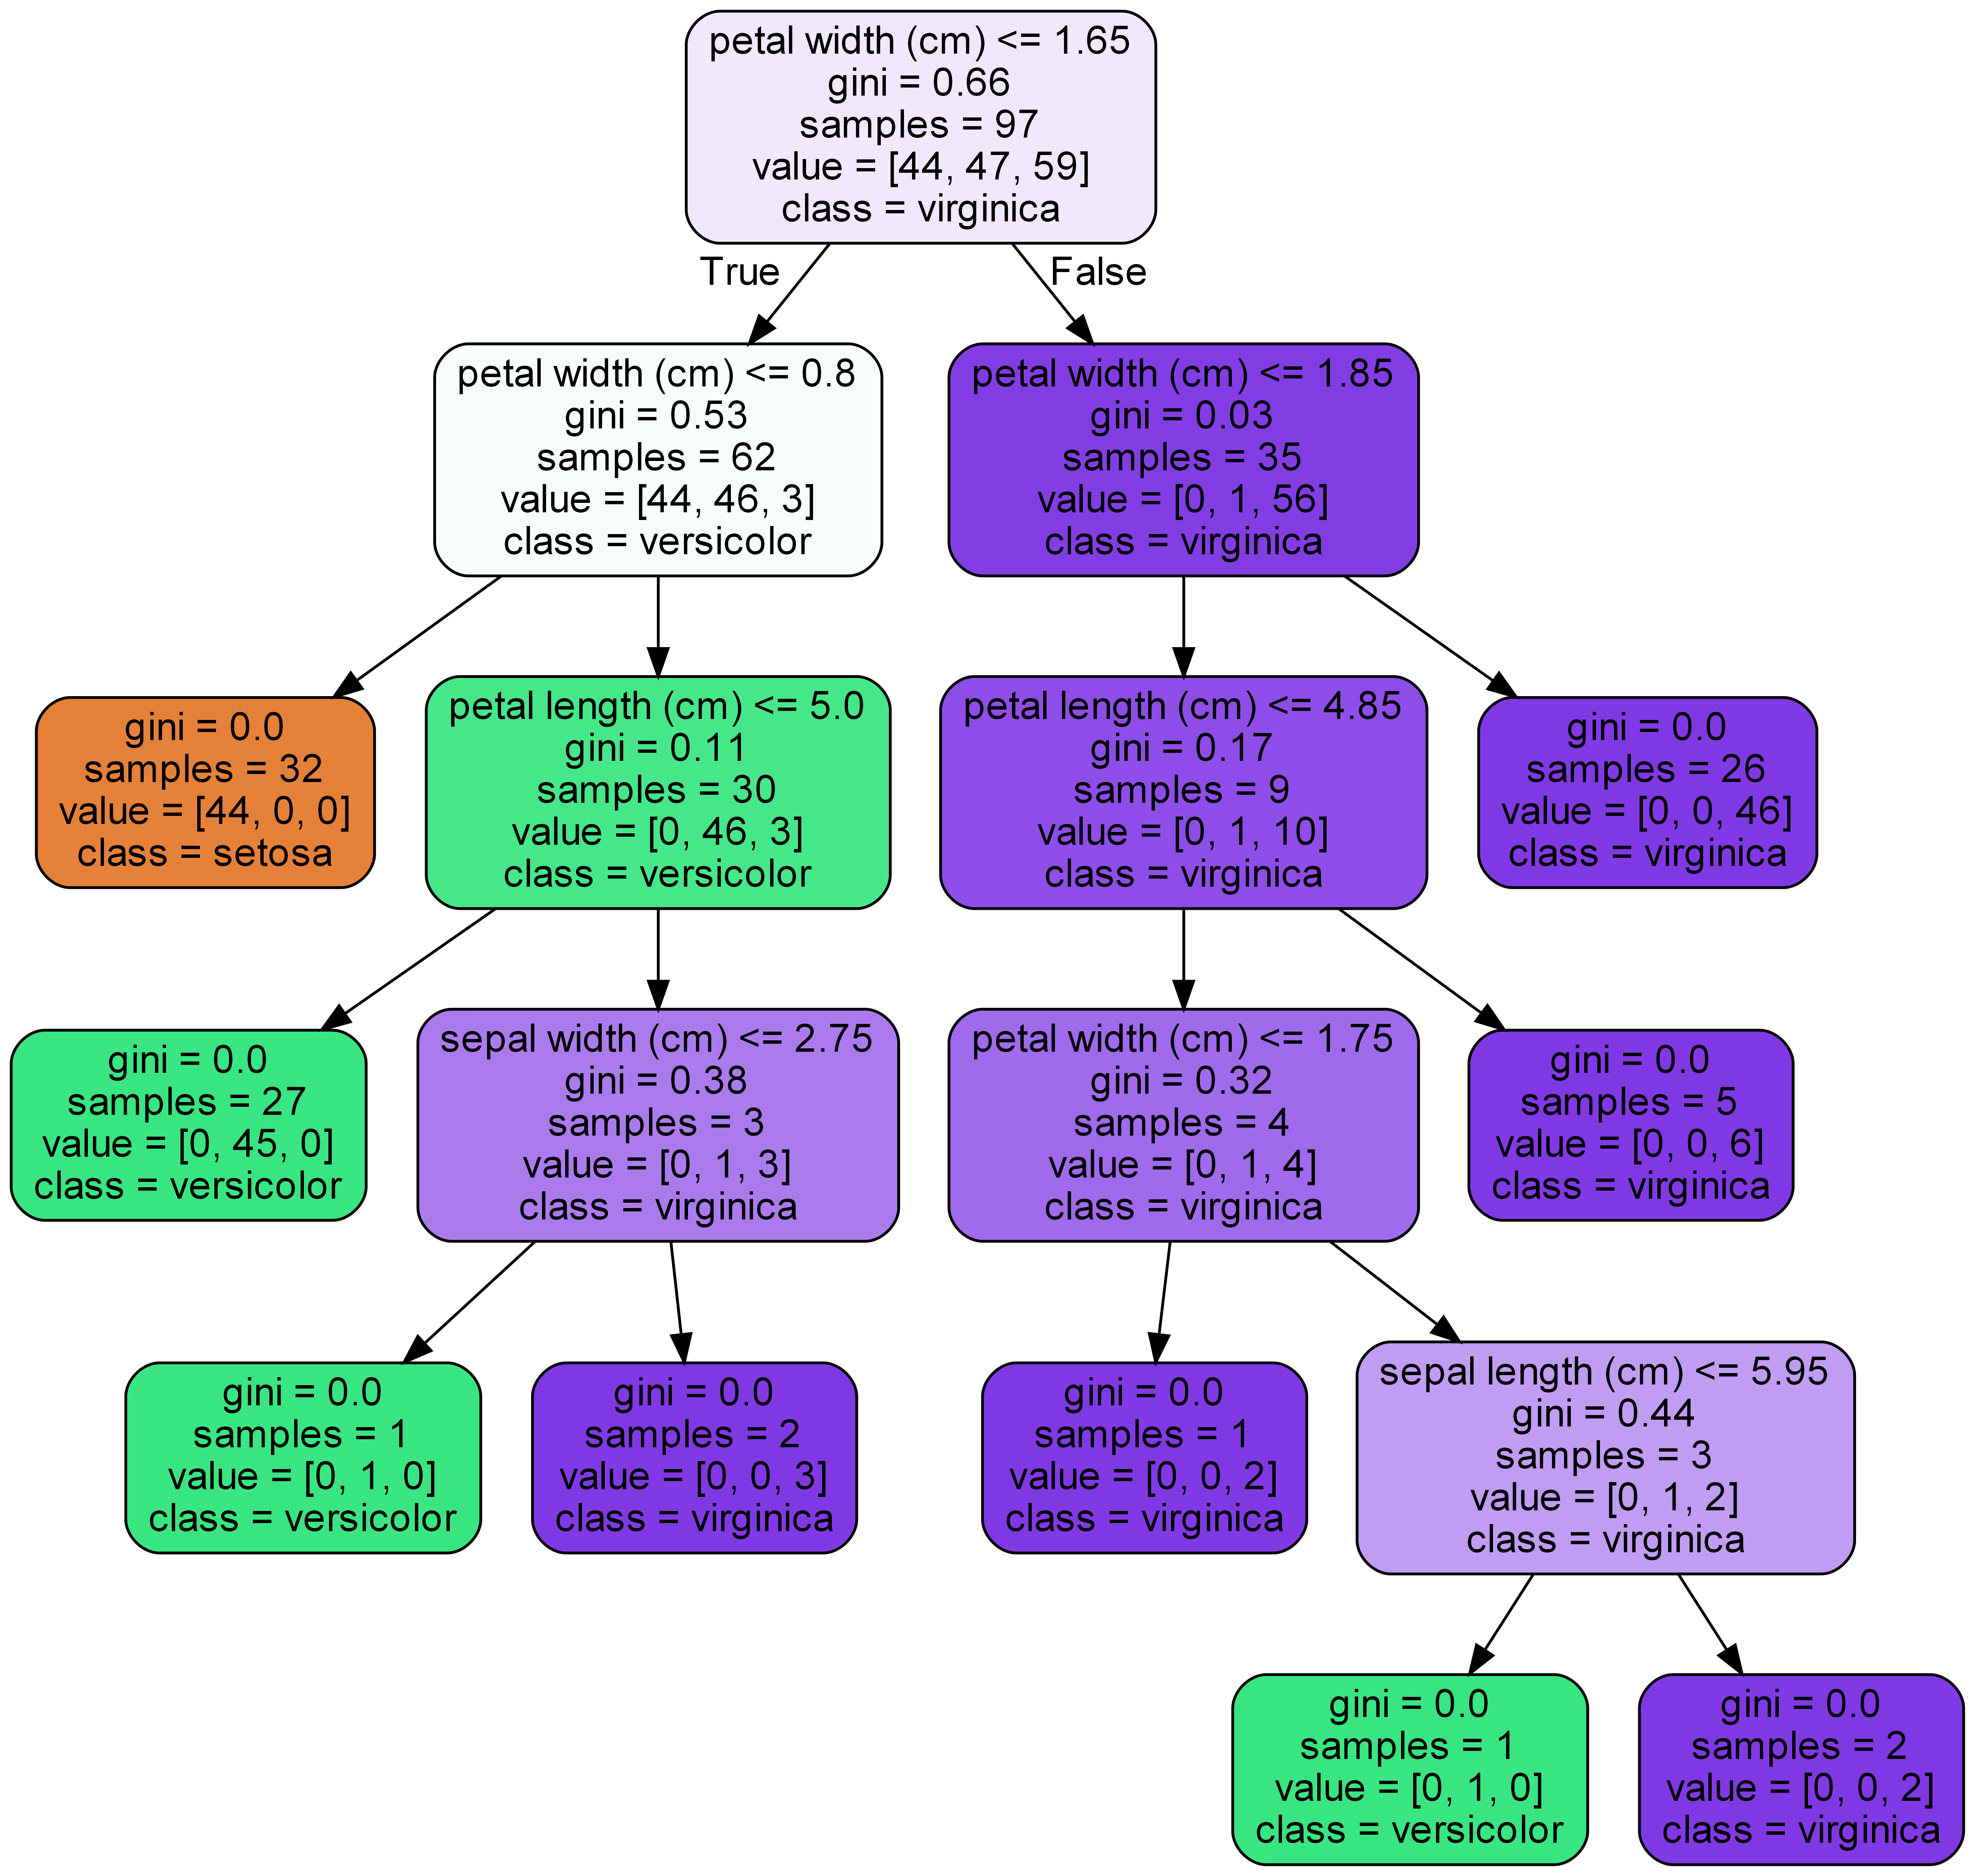 petal width (cm) <= 1.65
gini = 0.66
samples = 97
value = [44, 47, 59]
class = virginica
True
False
petal width (cm) <= 0.8
gini = 0.53
samples = 62
value = [44, 46, 3]
class = versicolor
petal width (cm) <= 1.85
gini = 0.03
samples = 35
value = [0, 1, 56]
class = virginica
gini = 0.0
samples = 32
value = [44, 0, 0]
class = setosa
petal length (cm) <= 5.0
gini = 0.11
samples = 30
value = [0, 46, 3]
class = versicolor
petal length (cm) <= 4.85
gini = 0.17
samples = 9
value = [0, 1, 10]
class = virginica
gini = 0.0
samples = 26
value = [0, 0, 46]
class = virginica
gini = 0.0
samples = 27
value = [0, 45, 0]
class = versicolor
sepal width (cm) <= 2.75
gini = 0.38
samples = 3
value = [0, 1, 3]
class = virginica
petal width (cm) <= 1.75
gini = 0.32
samples = 4
value = [0, 1, 4]
class = virginica
gini = 0.0
samples = 5
value = [0, 0, 6]
class = virginica
gini = 0.0
samples = 1
value = [0, 1, 0]
class = versicolor
gini = 0.0
samples = 2
value = [0, 0, 3]
class = virginica
gini = 0.0
samples = 1
value = [0, 0, 2]
class = virginica
sepal length (cm) <= 5.95
gini = 0.44
samples = 3
value = [0, 1, 2]
class = virginica
gini = 0.0
samples = 1
value = [0, 1, 0]
class = versicolor
gini = 0.0
samples = 2
value = [0, 0, 2]
class = virginica